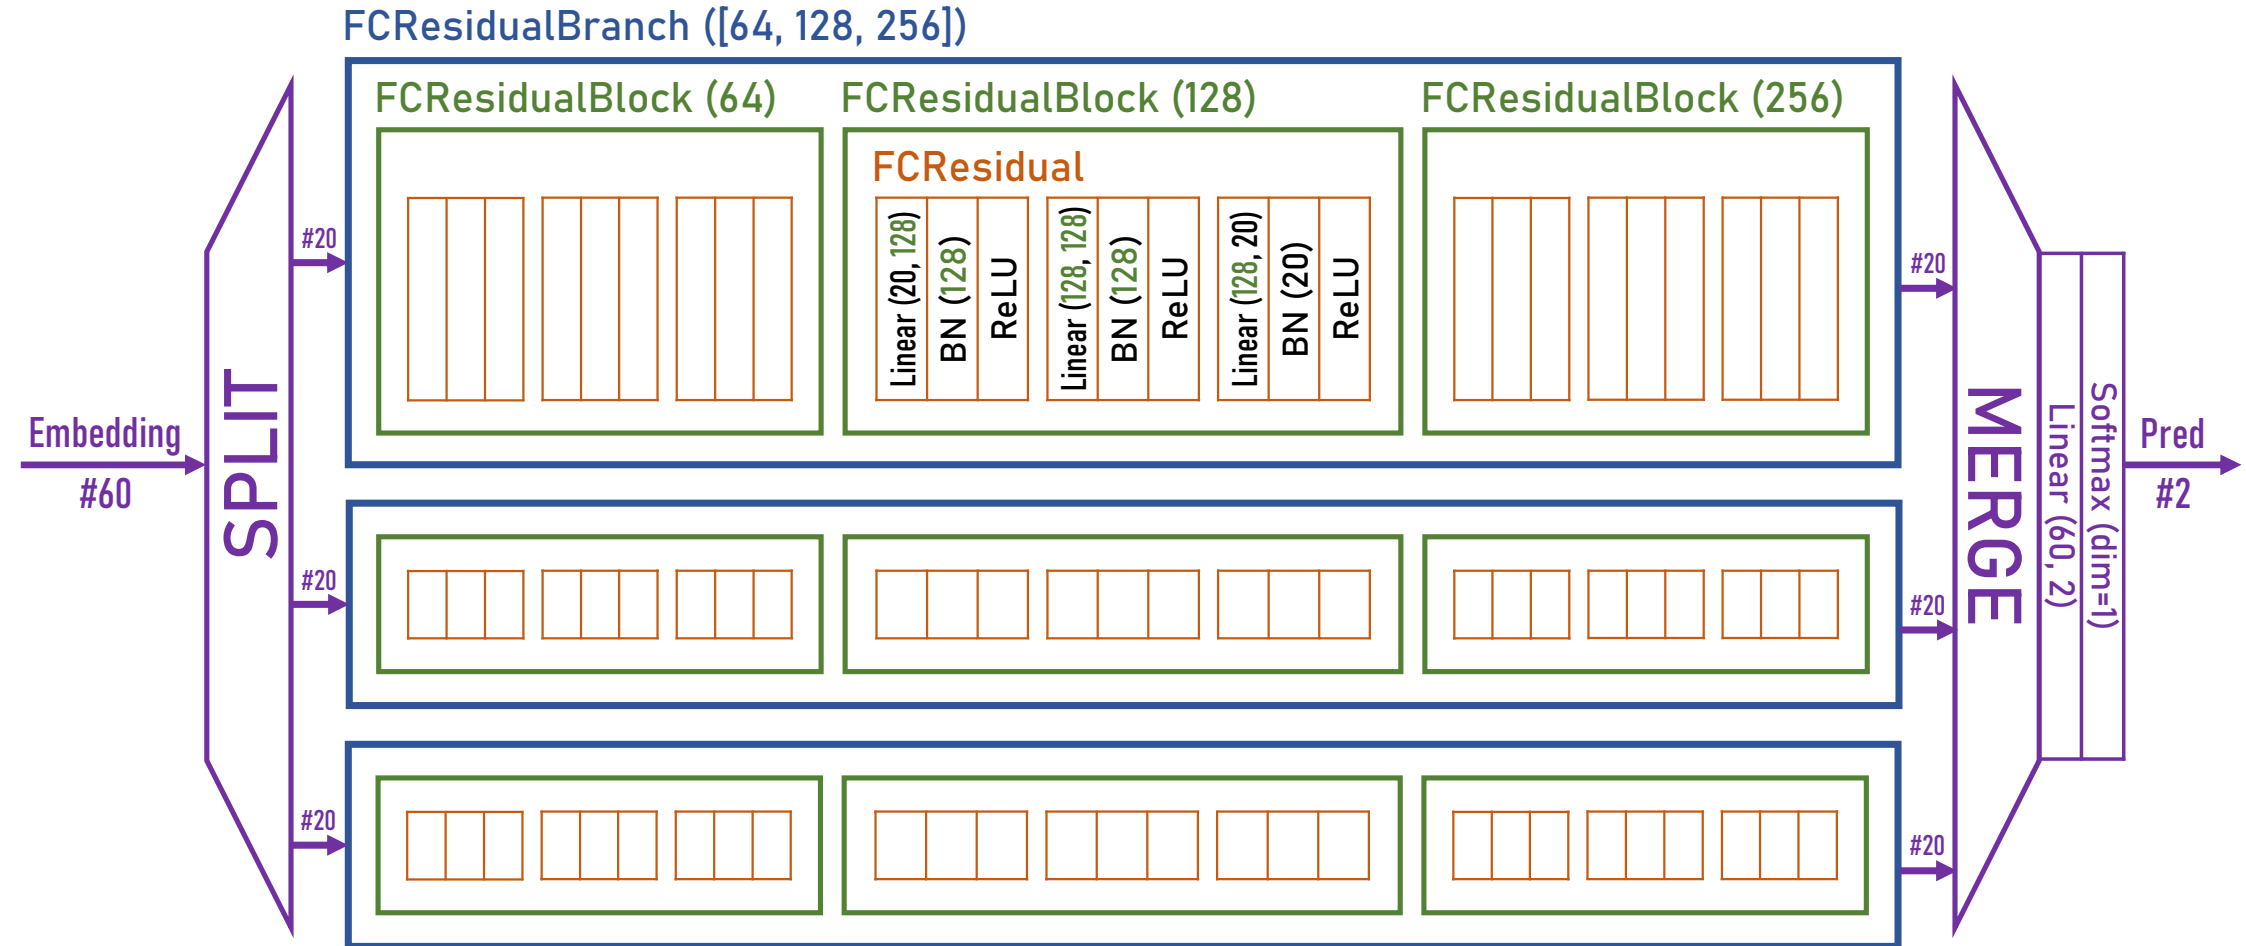 FCResidualBranch ([64, 128, 256])
FCResidualBlock (64)
FCResidualBlock (128)
FCResidualBlock (256)
FCResidual
Linear (20, 128)
BN (128)
ReLU
Linear (128, 128)
BN (128)
ReLU
Linear (128, 20)
BN (20)
ReLU
Embedding
#60
SPLIT
#20
#20
#20
#20
#20
#20
MERGE
Linear (60, 2)
Softmax (dim=1)
Pred
#2